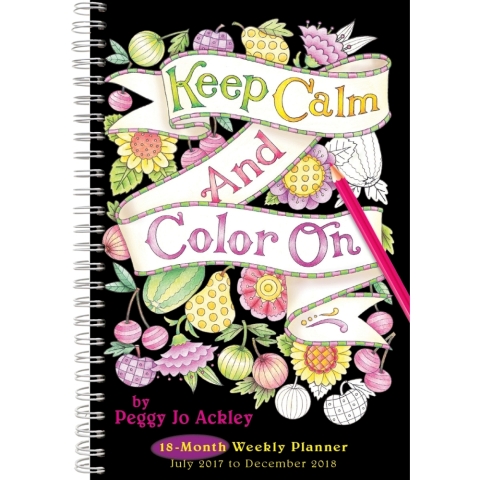 Keep Calm
And
Color On
by
Peggy Jo Ackley
18-Month Weekly Planner
July 2017 to December 2018